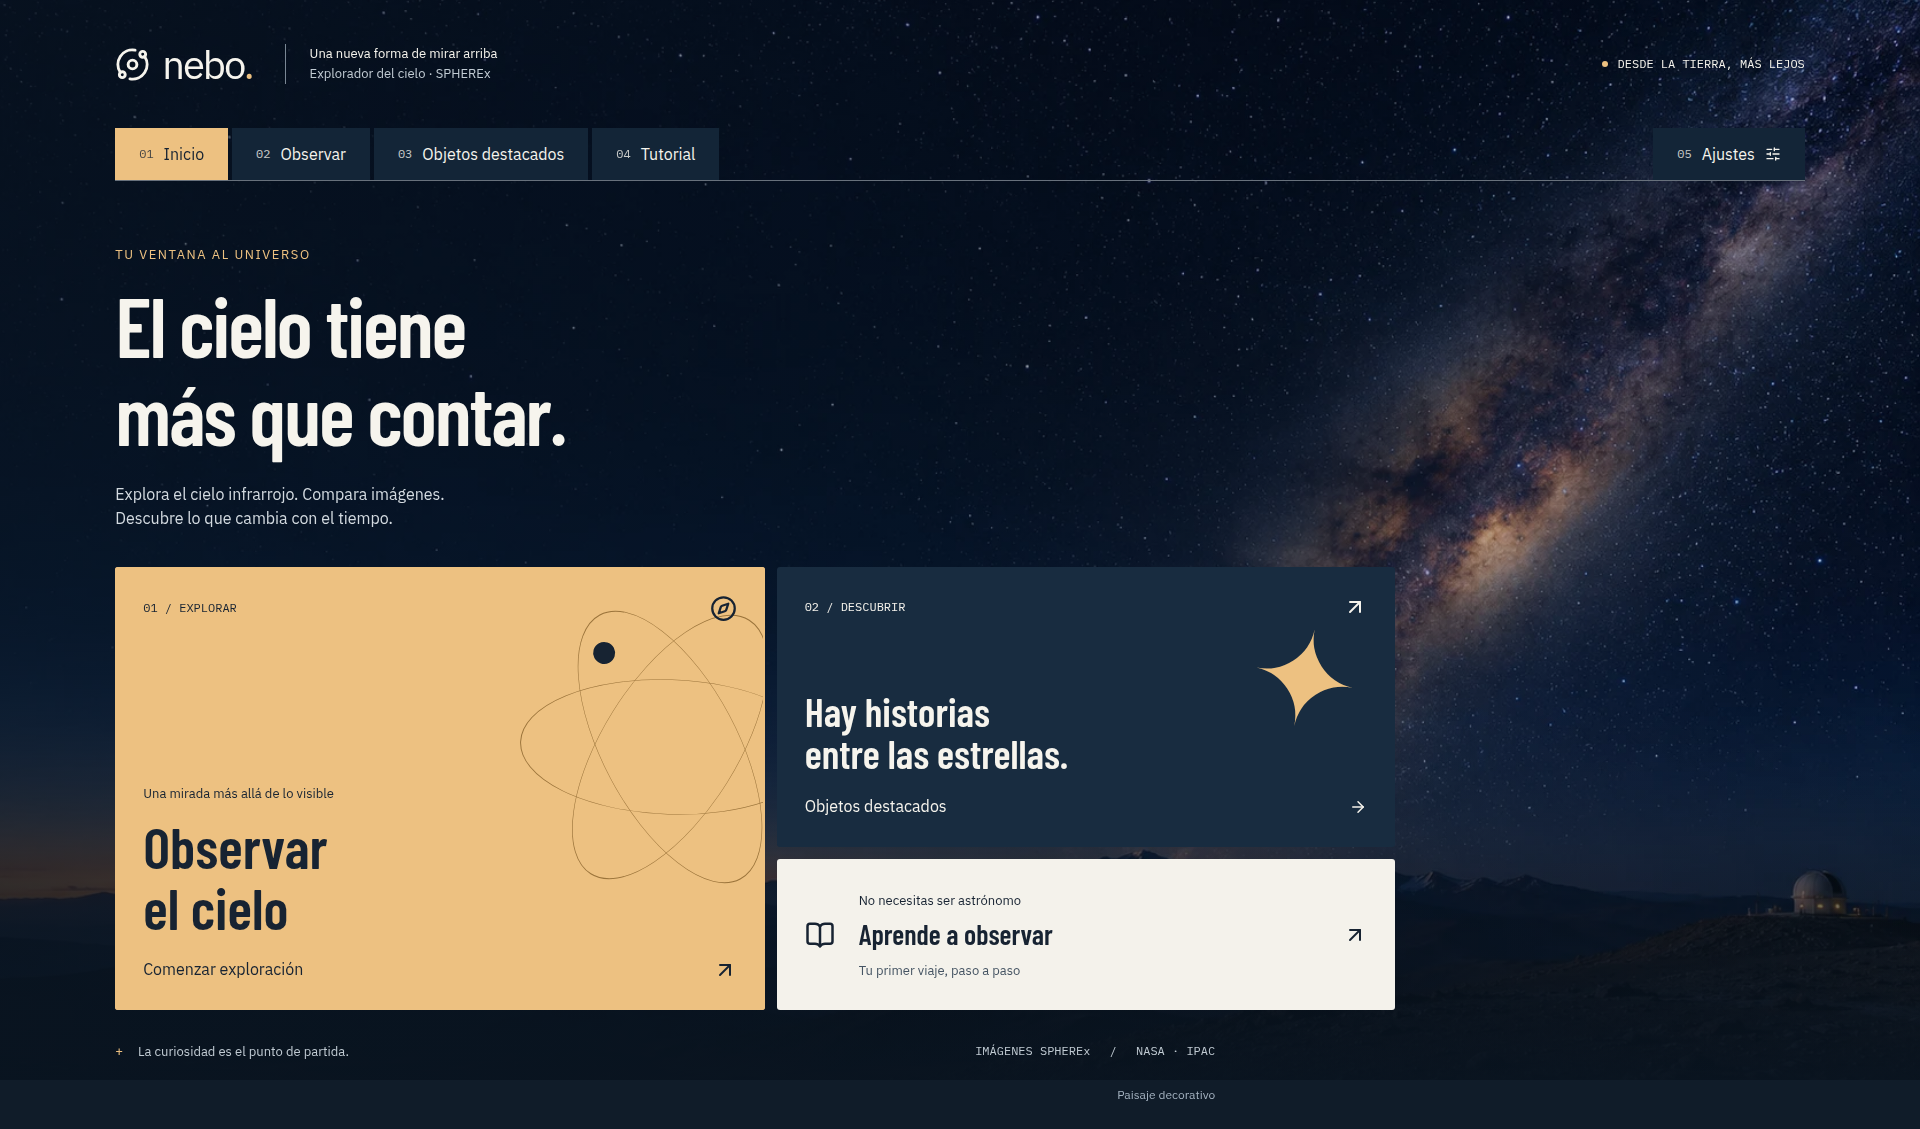 nebo.
Una nueva forma de mirar arriba
Explorador del cielo · SPHEREx
DESDE LA TIERRA, MÁS LEJOS
01 Inicio
02 Observar
03 Objetos destacados
04 Tutorial
05 Ajustes
TU VENTANA AL UNIVERSO
El cielo tiene
más que contar.
Explora el cielo infrarrojo. Compara imágenes.
Descubre lo que cambia con el tiempo.
01 / EXPLORAR
Una mirada más allá de lo visible
Observar
el cielo
Comenzar exploración
02 / DESCUBRIR
Hay historias
entre las estrellas.
Objetos destacados
No necesitas ser astrónomo
Aprende a observar
Tu primer viaje, paso a paso
+ La curiosidad es el punto de partida.
IMÁGENES SPHEREx / NASA · IPAC
Paisaje decorativo